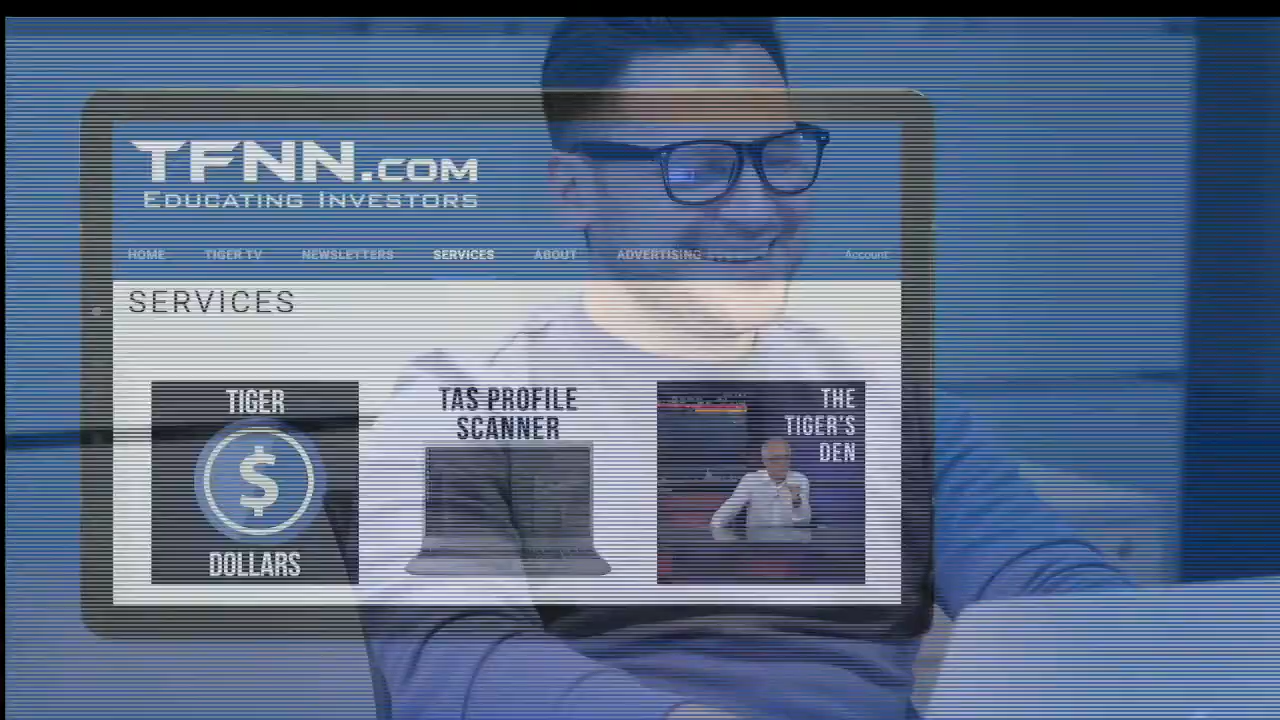 TFNN.COM
EDUCATING INVESTORS
HOME TIGER TV NEWSLETTERS SERVICES ABOUT ADVERTISING Account
SERVICES
TIGER
$
DOLLARS
TAS PROFILE
SCANNER
THE
TIGER'S
DEN